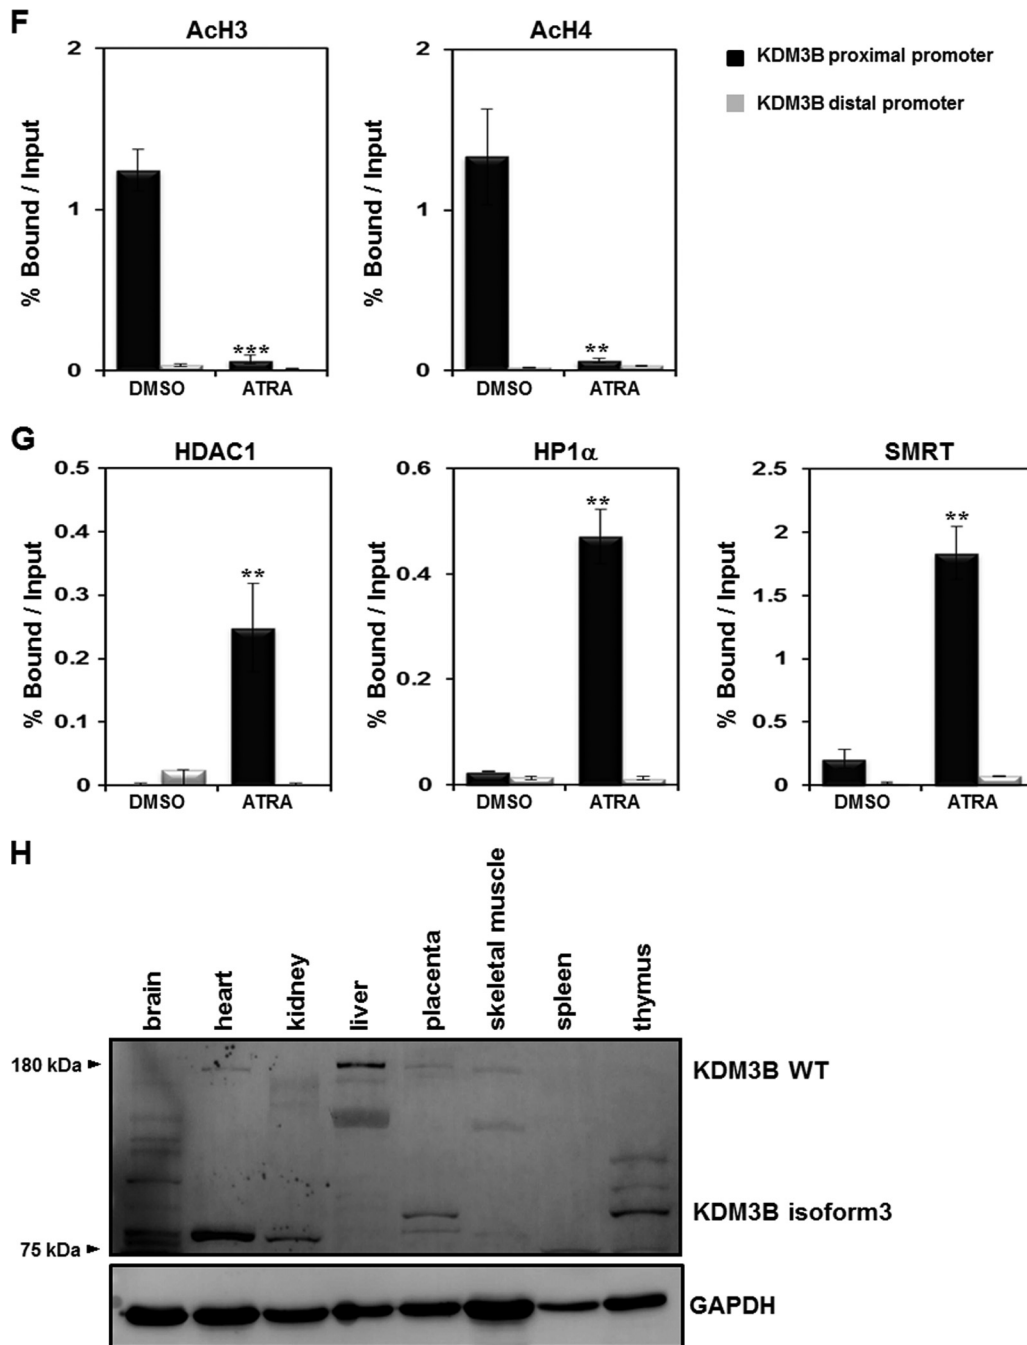 F
AcH3
AcH4
KDM3B proximal promoter
KDM3B distal promoter
% Bound / Input
2
1
0
DMSO
ATRA
***
% Bound / Input
2
1
0
DMSO
ATRA
**
G
HDAC1
HP1α
SMRT
% Bound / Input
0.5
0.4
0.3
0.2
0.1
0
DMSO
ATRA
**
% Bound / Input
0.6
0.4
0.2
0
DMSO
ATRA
**
% Bound / Input
2.5
2
1.5
1
0.5
0
DMSO
ATRA
**
H
brain
heart
kidney
liver
placenta
skeletal muscle
spleen
thymus
180 kDa
KDM3B WT
KDM3B isoform3
75 kDa
GAPDH